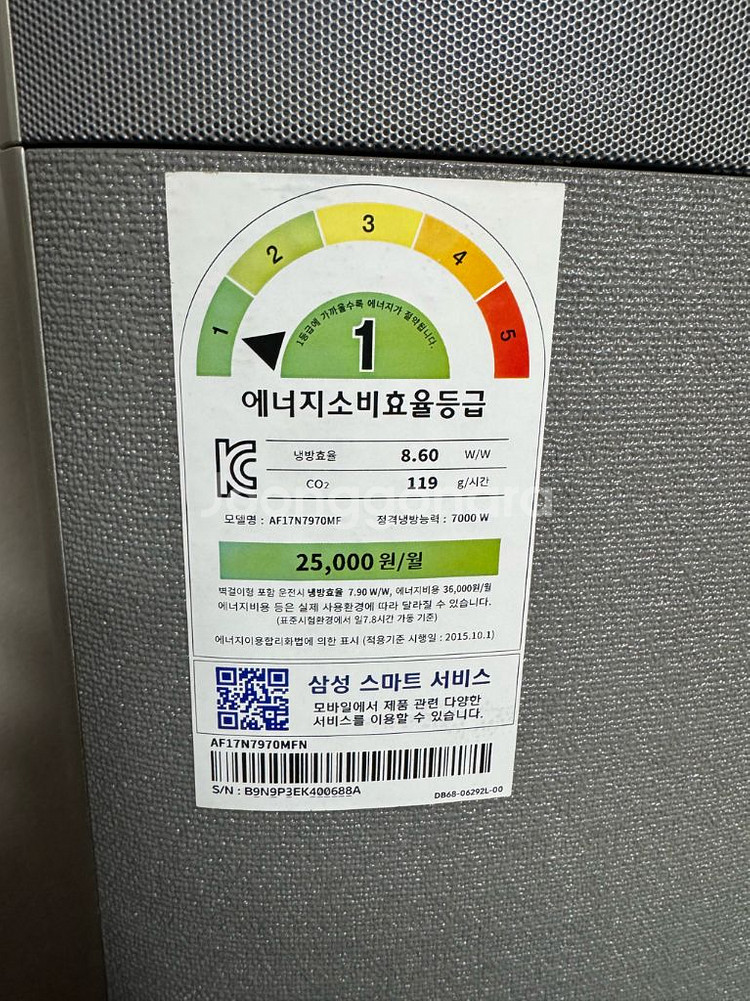 1 2 3 4 5
1등급에 가까울수록 에너지가 절약됩니다.
1
에너지소비효율등급
냉방효율 8.60 W/W
CO₂ 119 g/시간
모델명 : AF17N7970MF 정격냉방능력 : 7000 W
25,000 원/월
벽걸이형 포함 운전시 냉방효율 7.90 W/W, 에너지비용 36,000원/월
에너지비용 등은 실제 사용환경에 따라 달라질 수 있습니다.
(표준시험환경에서 일7.8시간 가동 기준)
에너지이용합리화법에 의한 표시 (적용기준 시행일 : 2015.10.1)
삼성 스마트 서비스
모바일에서 제품 관련 다양한
서비스를 이용할 수 있습니다.
AF17N7970MFN
S/N : B9N9P3EK400688A
DB68-06292L-00